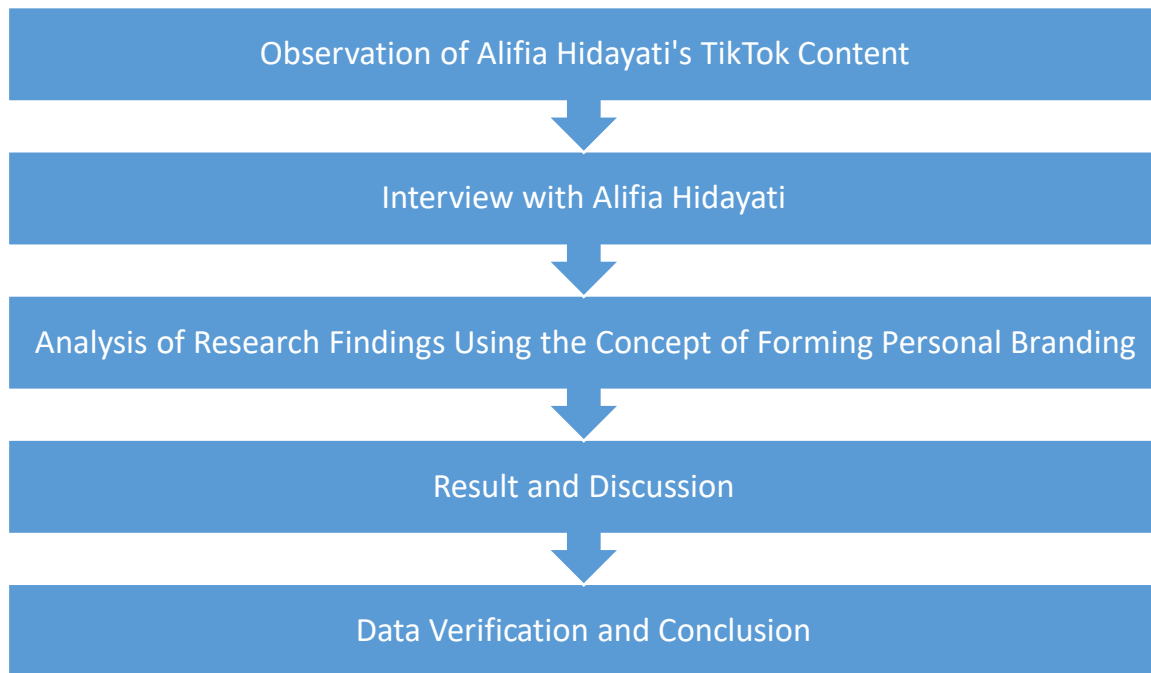 Observation of Alifia Hidayati's TikTok Content
Interview with Alifia Hidayati
Analysis of Research Findings Using the Concept of Forming Personal Branding
Result and Discussion
Data Verification and Conclusion